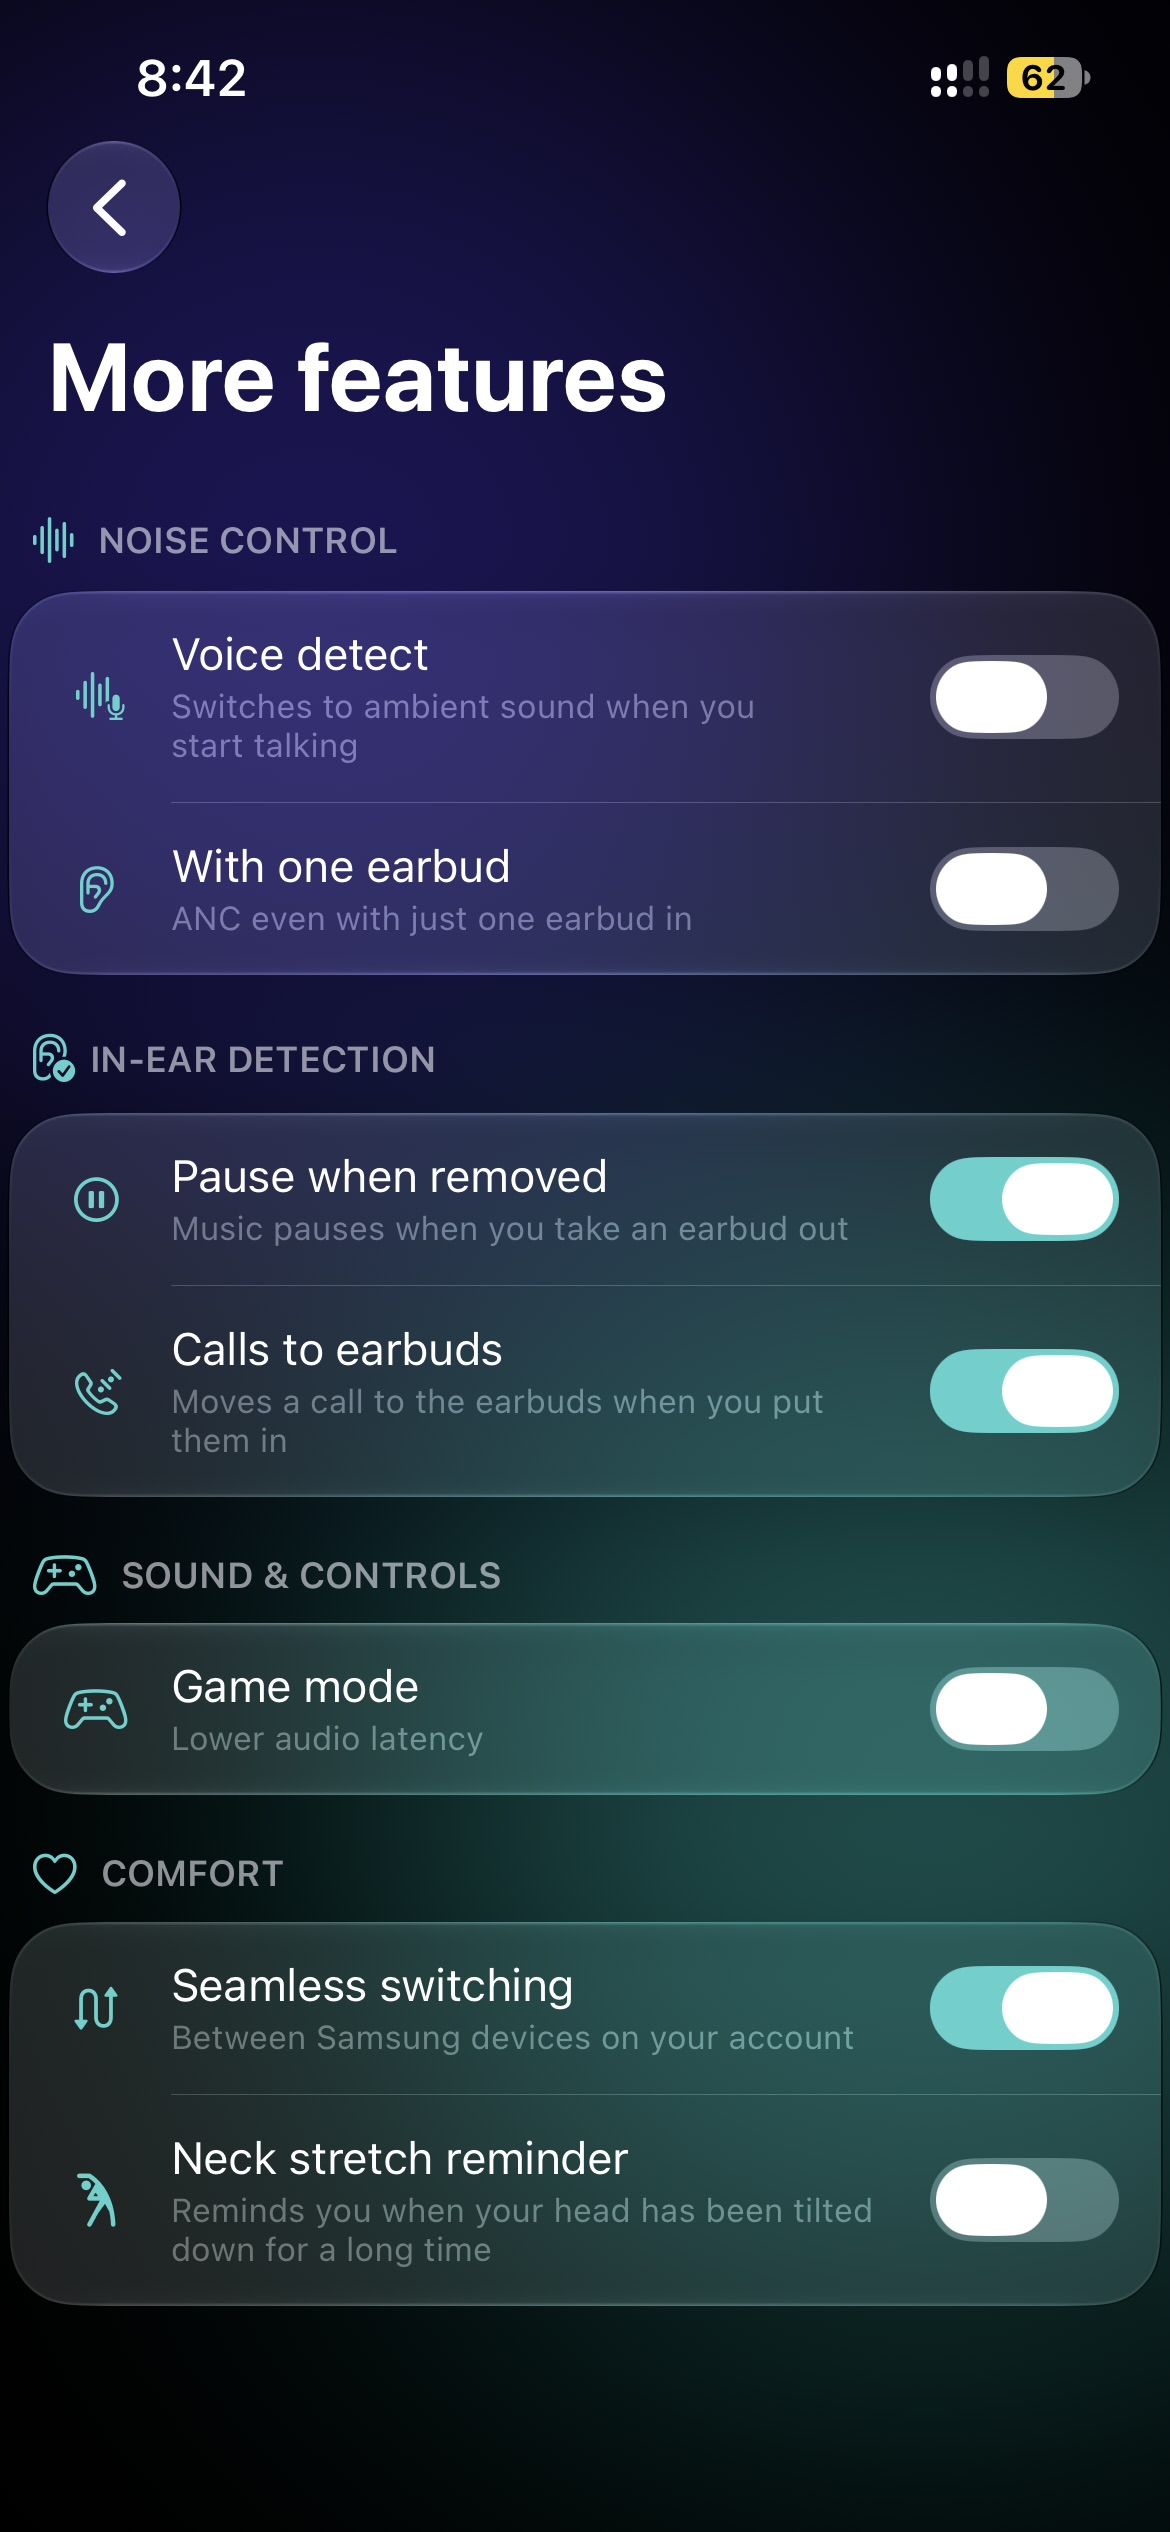 8:42
62
More features
NOISE CONTROL
Voice detect
Switches to ambient sound when you
start talking
With one earbud
ANC even with just one earbud in
IN-EAR DETECTION
Pause when removed
Music pauses when you take an earbud out
Calls to earbuds
Moves a call to the earbuds when you put
them in
SOUND & CONTROLS
Game mode
Lower audio latency
COMFORT
Seamless switching
Between Samsung devices on your account
Neck stretch reminder
Reminds you when your head has been tilted
down for a long time